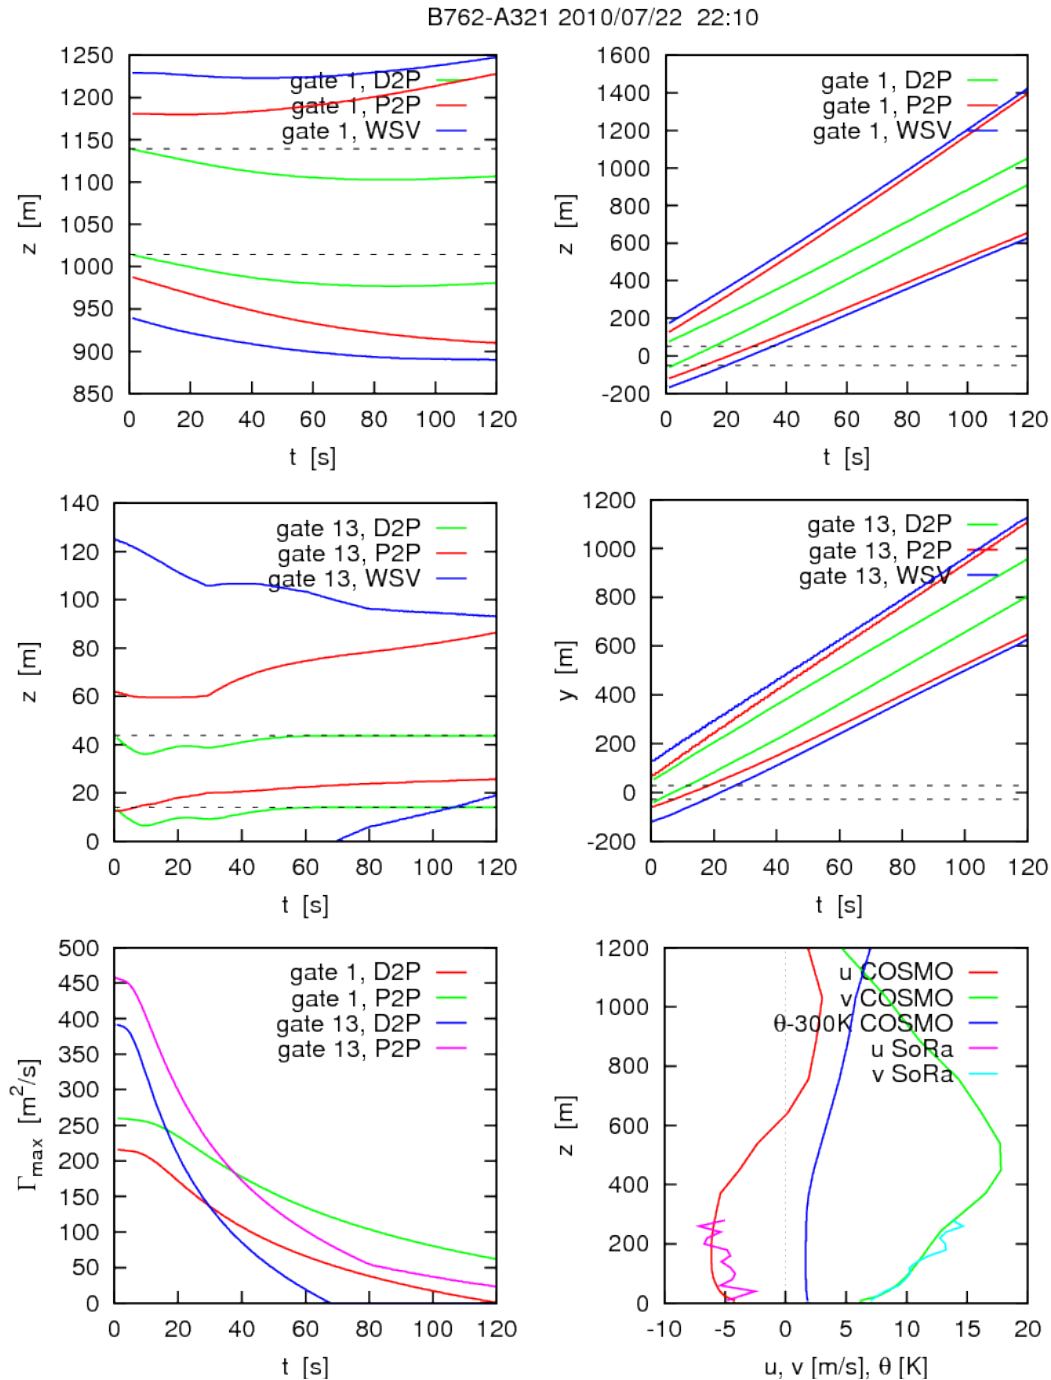 B762-A321 2010/07/22 22:10
1250
1200
1150
1100
1050
1000
950
900
850
z [m]
gate 1, D2P
gate 1, P2P
gate 1, WSV
0 20 40 60 80 100 120
t [s]
1600
1400
1200
1000
800
600
400
200
0
-200
z [m]
gate 1, D2P
gate 1, P2P
gate 1, WSV
0 20 40 60 80 100 120
t [s]
140
120
100
80
60
40
20
0
z [m]
gate 13, D2P
gate 13, P2P
gate 13, WSV
0 20 40 60 80 100 120
t [s]
1200
1000
800
600
400
200
0
-200
y [m]
gate 13, D2P
gate 13, P2P
gate 13, WSV
0 20 40 60 80 100 120
t [s]
500
450
400
350
300
250
200
150
100
50
0
Γmax [m²/s]
gate 1, D2P
gate 1, P2P
gate 13, D2P
gate 13, P2P
0 20 40 60 80 100 120
t [s]
1200
1000
800
600
400
200
0
z [m]
u COSMO
v COSMO
θ-300K COSMO
u SoRa
v SoRa
-10 -5 0 5 10 15 20
u, v [m/s], θ [K]